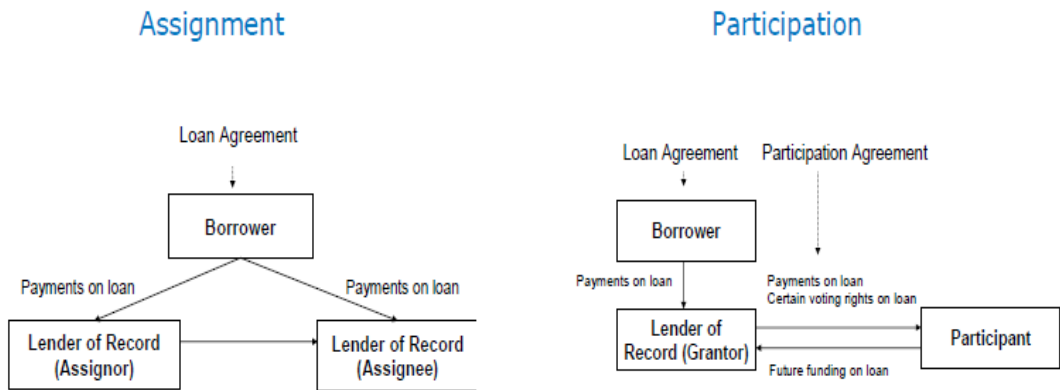 Assignment
Loan Agreement
Borrower
Payments on loan
Payments on loan
Lender of Record
(Assignor)
Lender of Record
(Assignee)
Participation
Loan Agreement
Participation Agreement
Borrower
Payments on loan
Payments on loan
Certain voting rights on loan
Lender of
Record (Grantor)
Participant
Future funding on loan